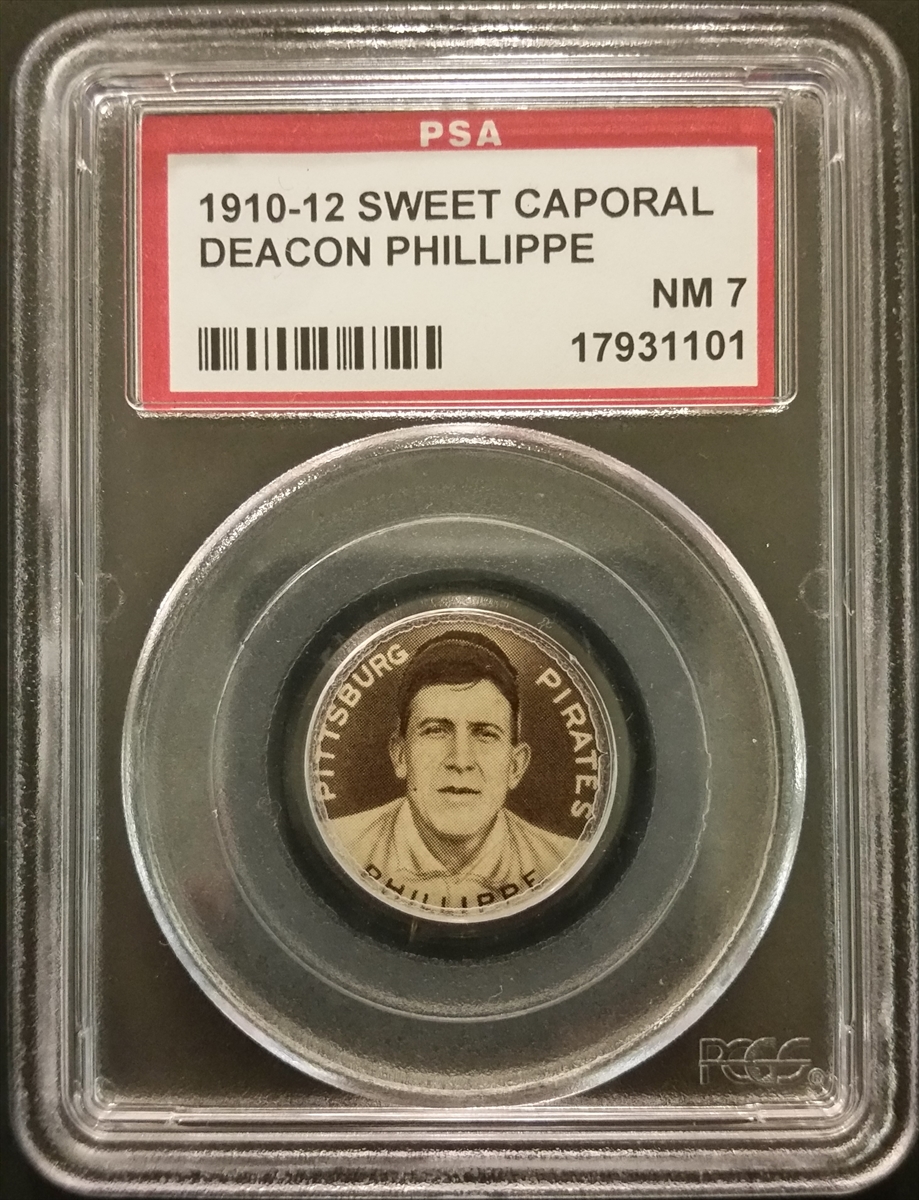 PSA
1910-12 SWEET CAPORAL
DEACON PHILLIPPE
NM 7
17931101
PITTSBURG PIRATES
PHILLIPPE
PCGS